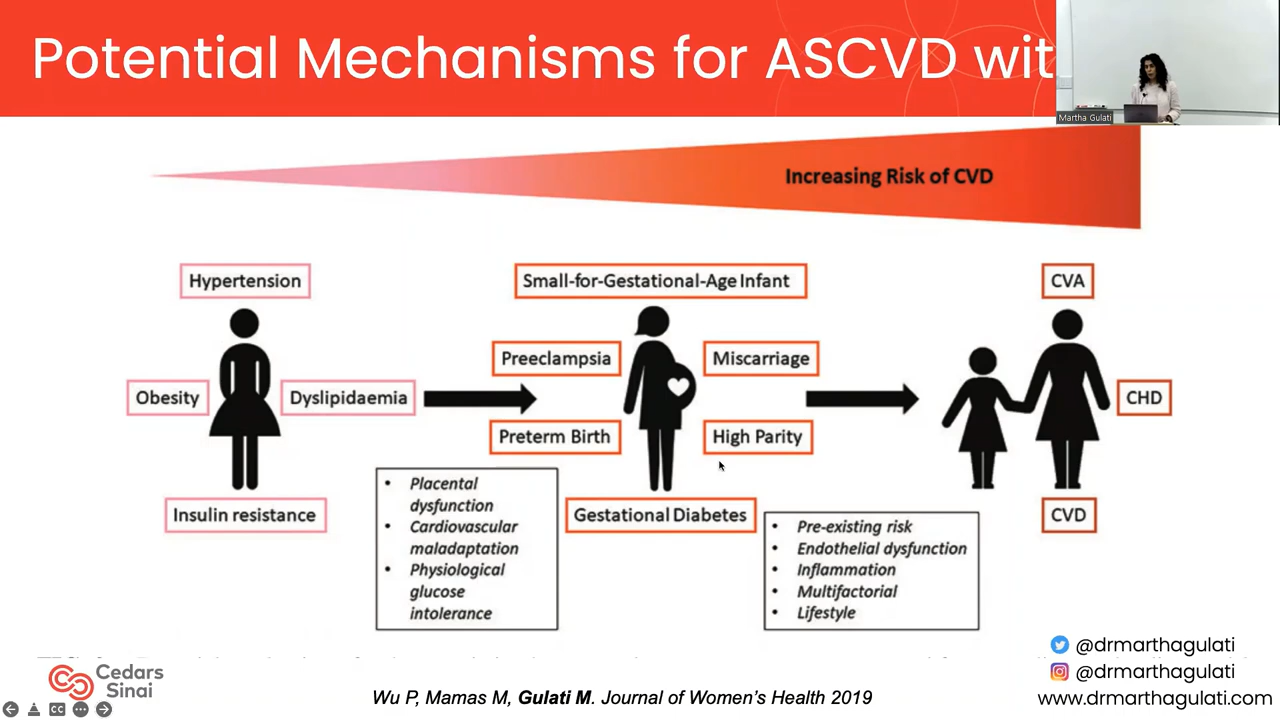 Potential Mechanisms for ASCVD wit
Martha Gulati
Increasing Risk of CVD
Hypertension
Obesity
Dyslipidaemia
Insulin resistance
Small-for-Gestational-Age Infant
Preeclampsia
Miscarriage
Preterm Birth
High Parity
Gestational Diabetes
• Placental
dysfunction
• Cardiovascular
maladaptation
• Physiological
glucose
intolerance
• Pre-existing risk
• Endothelial dysfunction
• Inflammation
• Multifactorial
• Lifestyle
CVA
CHD
CVD
Cedars
Sinai
CC
Wu P, Mamas M, Gulati M. Journal of Women’s Health 2019
@drmarthagulati
@drmarthagulati
www.drmarthagulati.com